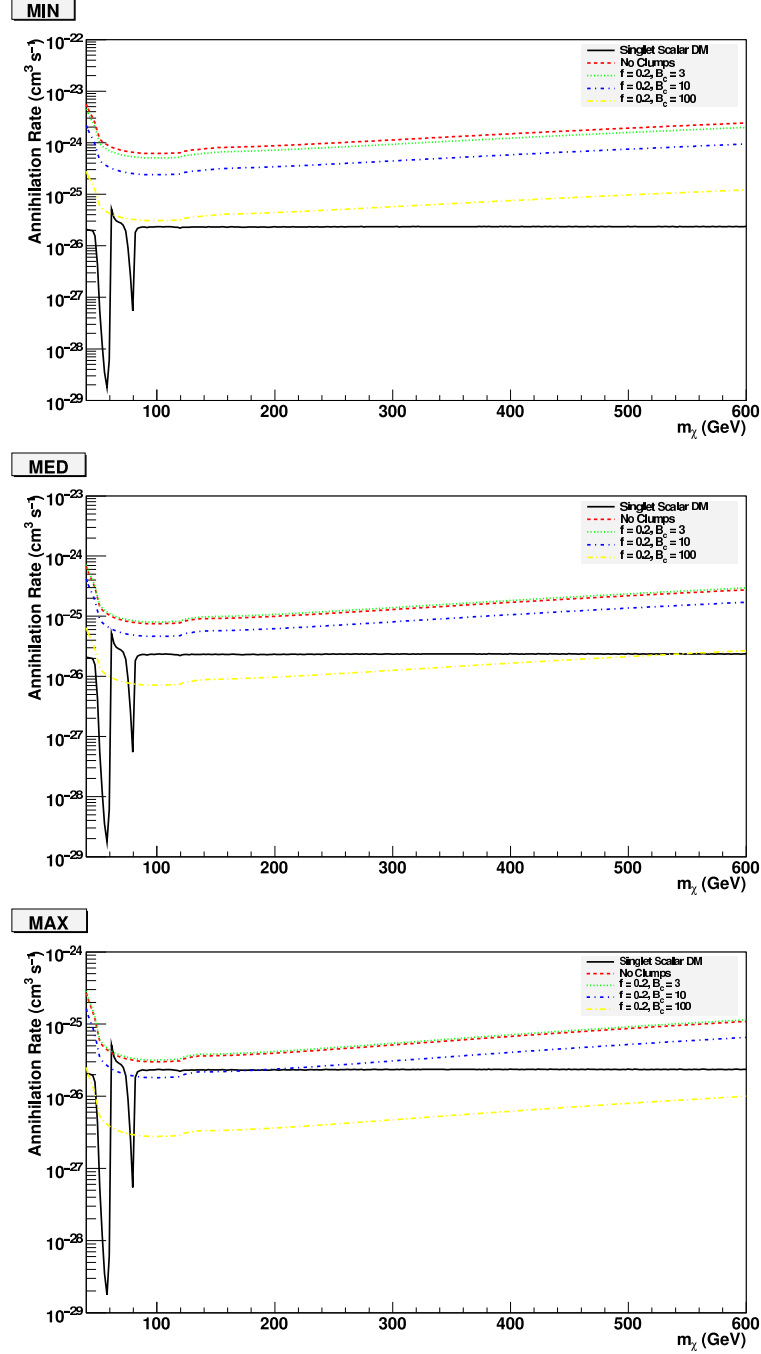 MIN
Annihilation Rate (cm³ s⁻¹)
10⁻²²
10⁻²³
10⁻²⁴
10⁻²⁵
10⁻²⁶
10⁻²⁷
10⁻²⁸
10⁻²⁹
Singlet Scalar DM
No Clumps
f = 0.2, B_c = 3
f = 0.2, B_c = 10
f = 0.2, B_c = 100
100 200 300 400 500 600
m_χ (GeV)
MED
Annihilation Rate (cm³ s⁻¹)
10⁻²³
10⁻²⁴
10⁻²⁵
10⁻²⁶
10⁻²⁷
10⁻²⁸
10⁻²⁹
Singlet Scalar DM
No Clumps
f = 0.2, B_c = 3
f = 0.2, B_c = 10
f = 0.2, B_c = 100
100 200 300 400 500 600
m_χ (GeV)
MAX
Annihilation Rate (cm³ s⁻¹)
10⁻²⁴
10⁻²⁵
10⁻²⁶
10⁻²⁷
10⁻²⁸
10⁻²⁹
Singlet Scalar DM
No Clumps
f = 0.2, B_c = 3
f = 0.2, B_c = 10
f = 0.2, B_c = 100
100 200 300 400 500 600
m_χ (GeV)